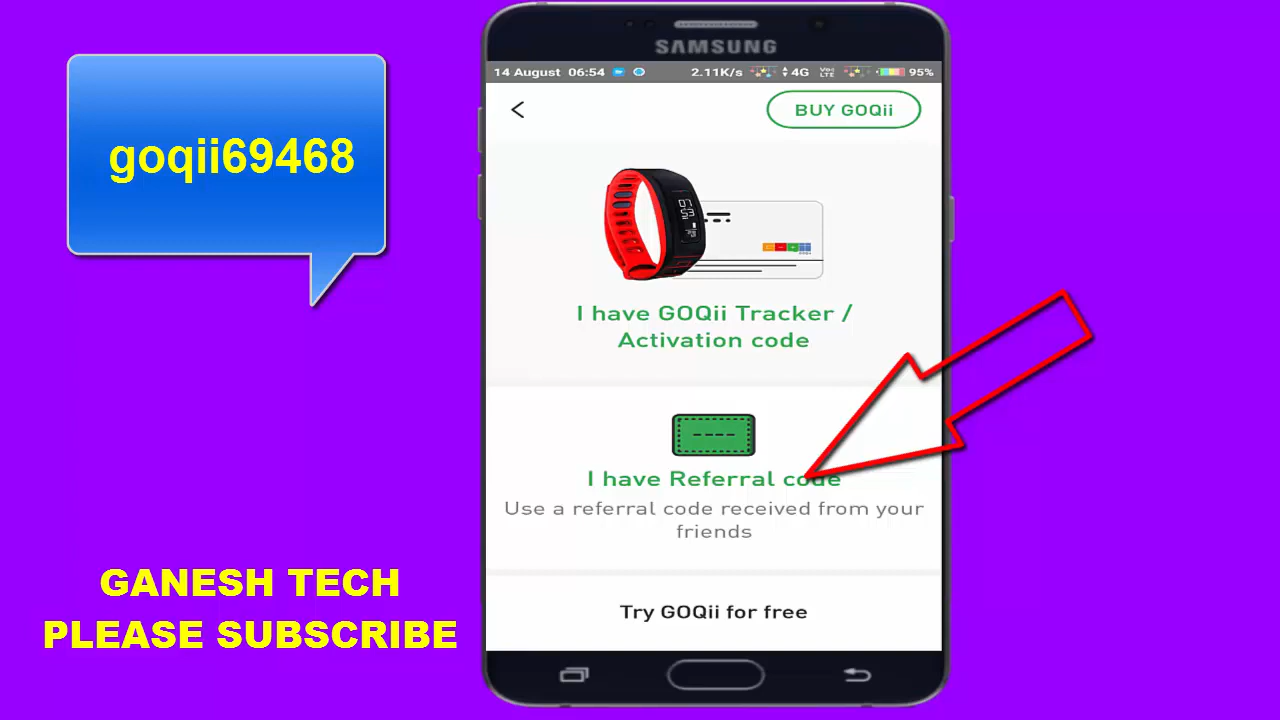 goqii69468
SAMSUNG
14 August 06:54 2.11K/s 4G VoLTE 95%
BUY GOQii
I have GOQii Tracker /
Activation code
I have Referral code
Use a referral code received from your
friends
Try GOQii for free
GANESH TECH
PLEASE SUBSCRIBE